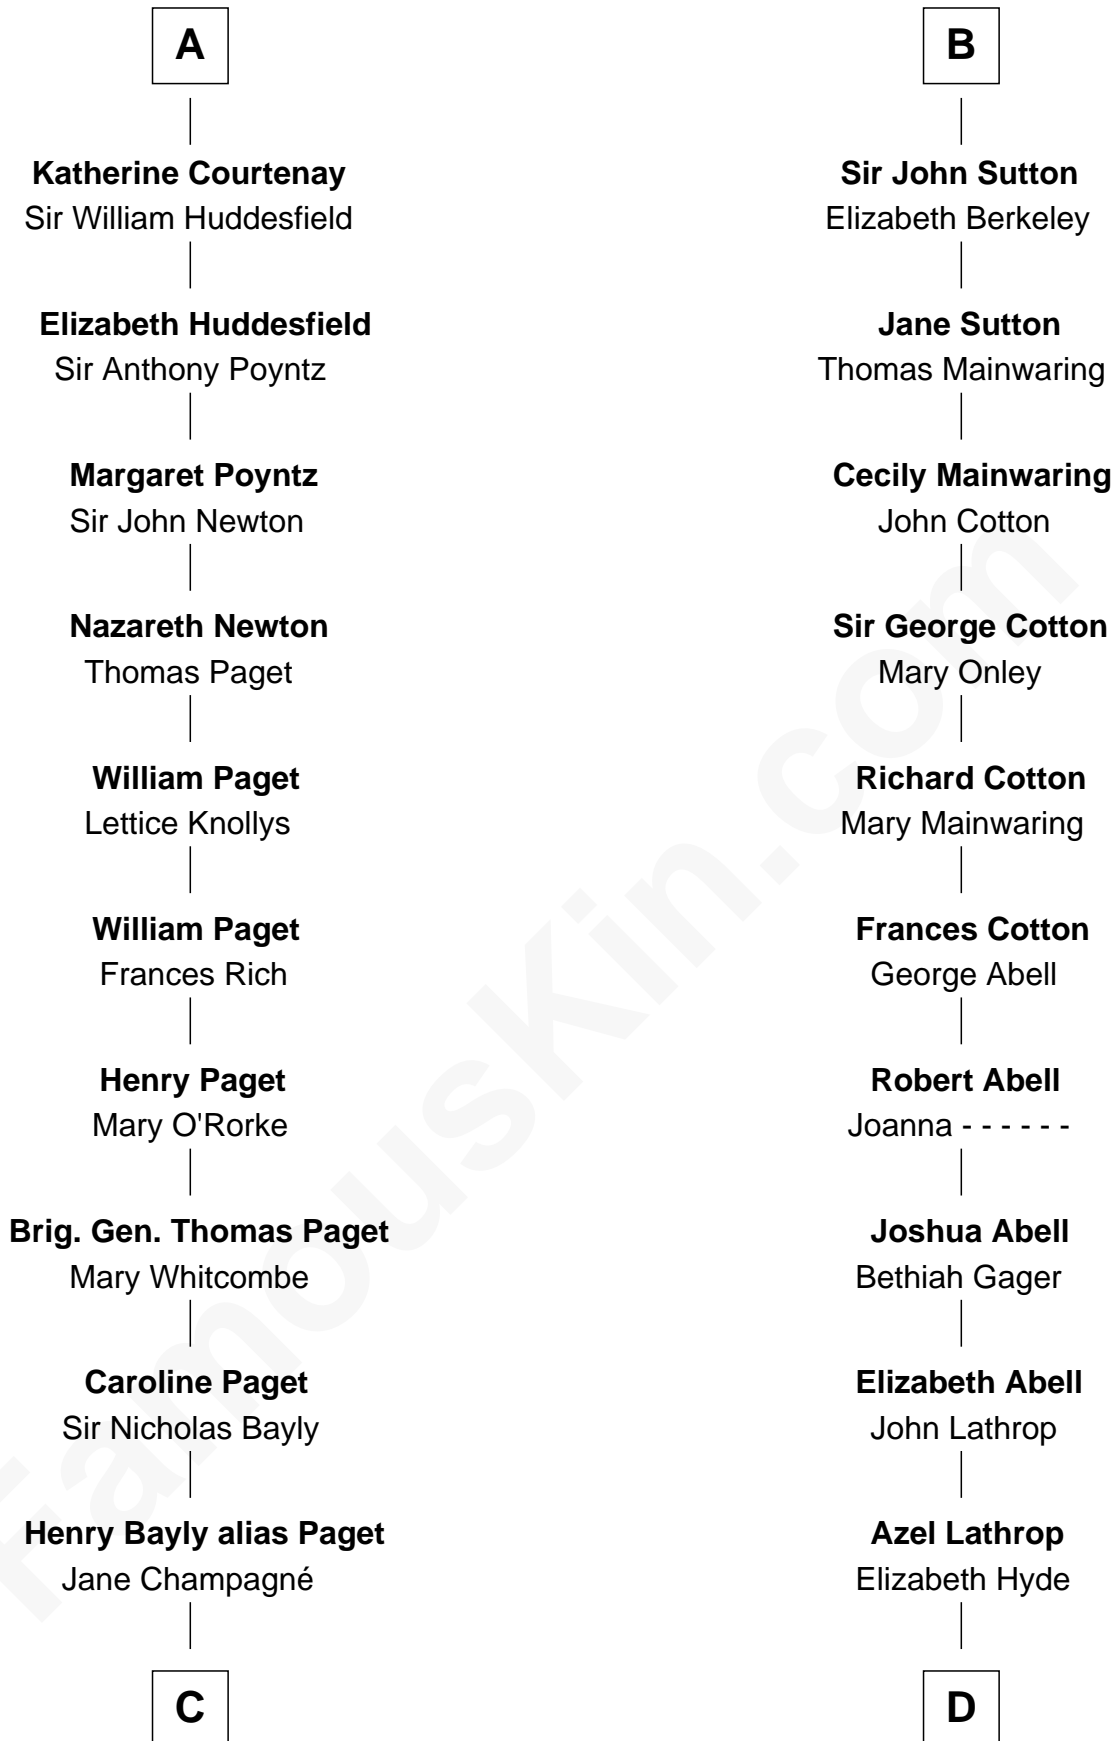 A
Katherine Courtenay
Sir William Huddesfield
Elizabeth Huddesfield
Sir Anthony Poyntz
Margaret Poyntz
Sir John Newton
Nazareth Newton
Thomas Paget
William Paget
Lettice Knollys
William Paget
Frances Rich
Henry Paget
Mary O'Rorke
Brig. Gen. Thomas Paget
Mary Whitcombe
Caroline Paget
Sir Nicholas Bayly
Henry Bayly alias Paget
Jane Champagné
C
B
Sir John Sutton
Elizabeth Berkeley
Jane Sutton
Thomas Mainwaring
Cecily Mainwaring
John Cotton
Sir George Cotton
Mary Onley
Richard Cotton
Mary Mainwaring
Frances Cotton
George Abell
Robert Abell
Joanna - - - - - -
Joshua Abell
Bethiah Gager
Elizabeth Abell
John Lathrop
Azel Lathrop
Elizabeth Hyde
D
FamousKin.com